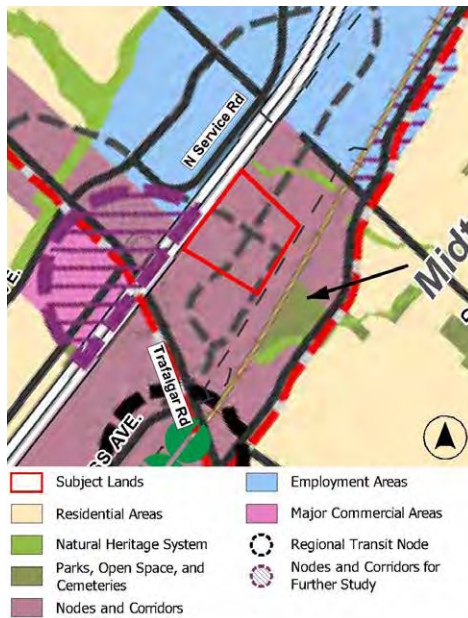 N Service Rd
Midt
Trafalgar Rd
SS AVE.
Subject Lands
Residential Areas
Natural Heritage System
Parks, Open Space, and
Cemeteries
Nodes and Corridors
Employment Areas
Major Commercial Areas
Regional Transit Node
Nodes and Corridors for
Further Study